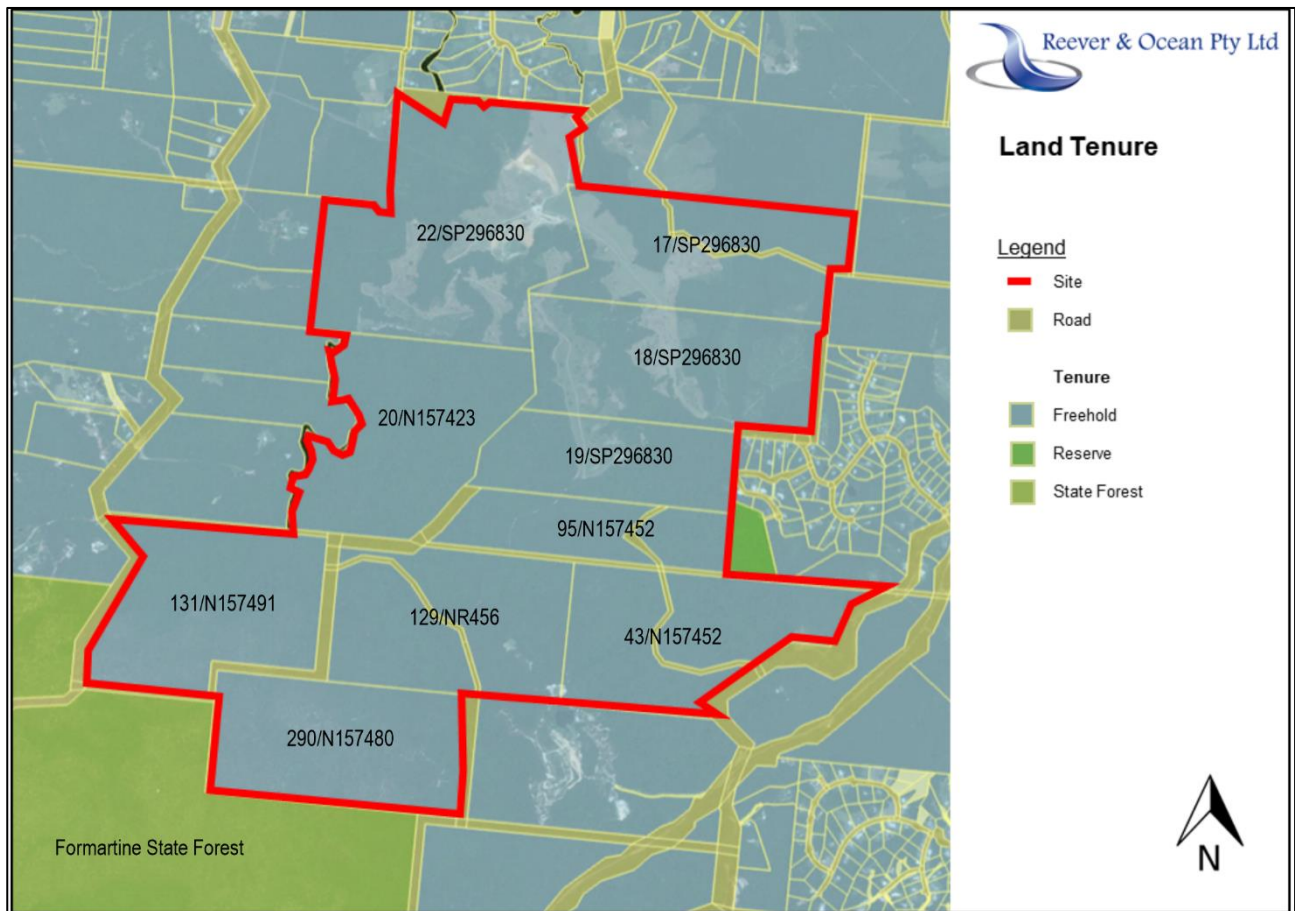 Reever & Ocean Pty Ltd
Land Tenure
Legend
Site
Road
Tenure
Freehold
Reserve
State Forest
N
22/SP296830
17/SP296830
18/SP296830
20/N157423
19/SP296830
95/N157452
131/N157491
129/NR456
43/N157452
290/N157480
Formartine State Forest